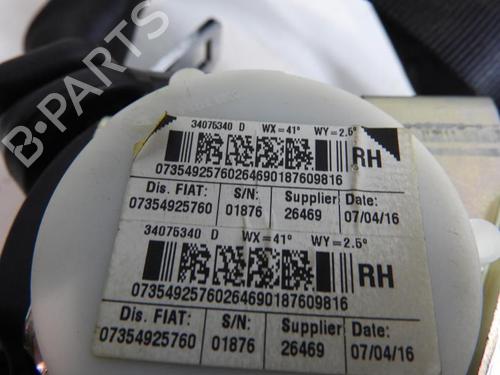 34075340 D WX=41° WY=2.5°
RH
07354925760264690187609816
Dis. FIAT: S/N: Supplier Date:
07354925760 01876 26469 07/04/16
34075340 D WX=41° WY=2.5°
RH
07354925760264690187609816
Dis. FIAT: S/N: Supplier Date:
07354925760 01876 26469 07/04/16